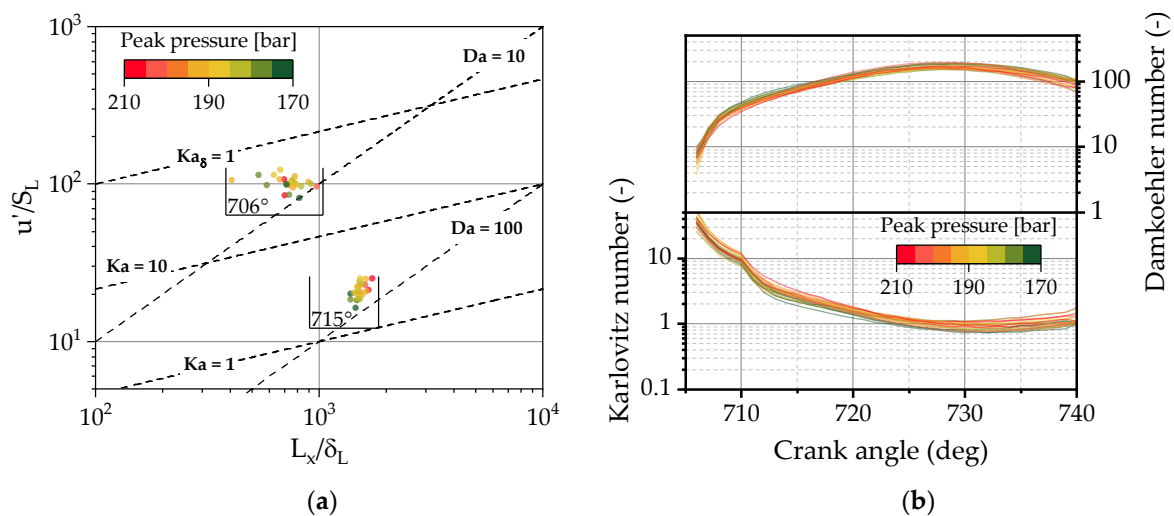 10³
Peak pressure [bar]
210 190 170
Da = 10
Ka_δ = 1
10²
706°
u'/S_L
Ka = 10
Da = 100
715°
10¹
Ka = 1
10² 10³ 10⁴
L_x/δ_L
(a)
100
10
1
Damkoehler Number (-)
Karlovitz number (-)
Peak pressure [bar]
210 190 170
10
1
0.1
710 720 730 740
Crank angle (deg)
(b)